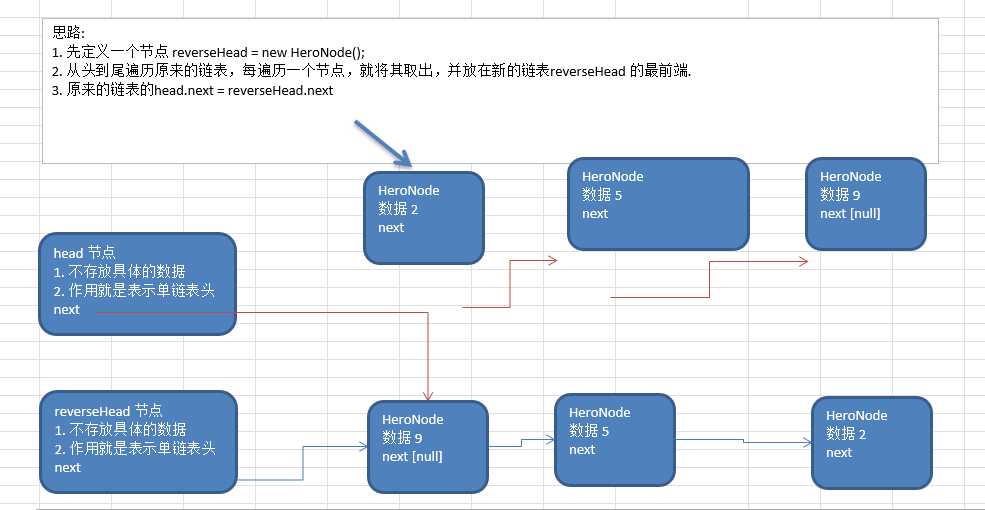 思路:
1. 先定义一个节点 reverseHead = new HeroNode();
2. 从头到尾遍历原来的链表，每遍历一个节点，就将其取出，并放在新的链表reverseHead 的最前端.
3. 原来的链表的head.next = reverseHead.next
HeroNode
数据 2
next
HeroNode
数据 5
next
HeroNode
数据 9
next [null]
head 节点
1. 不存放具体的数据
2. 作用就是表示单链表头
next
reverseHead 节点
1. 不存放具体的数据
2. 作用就是表示单链表头
next
HeroNode
数据 9
next [null]
HeroNode
数据 5
next
HeroNode
数据 2
next